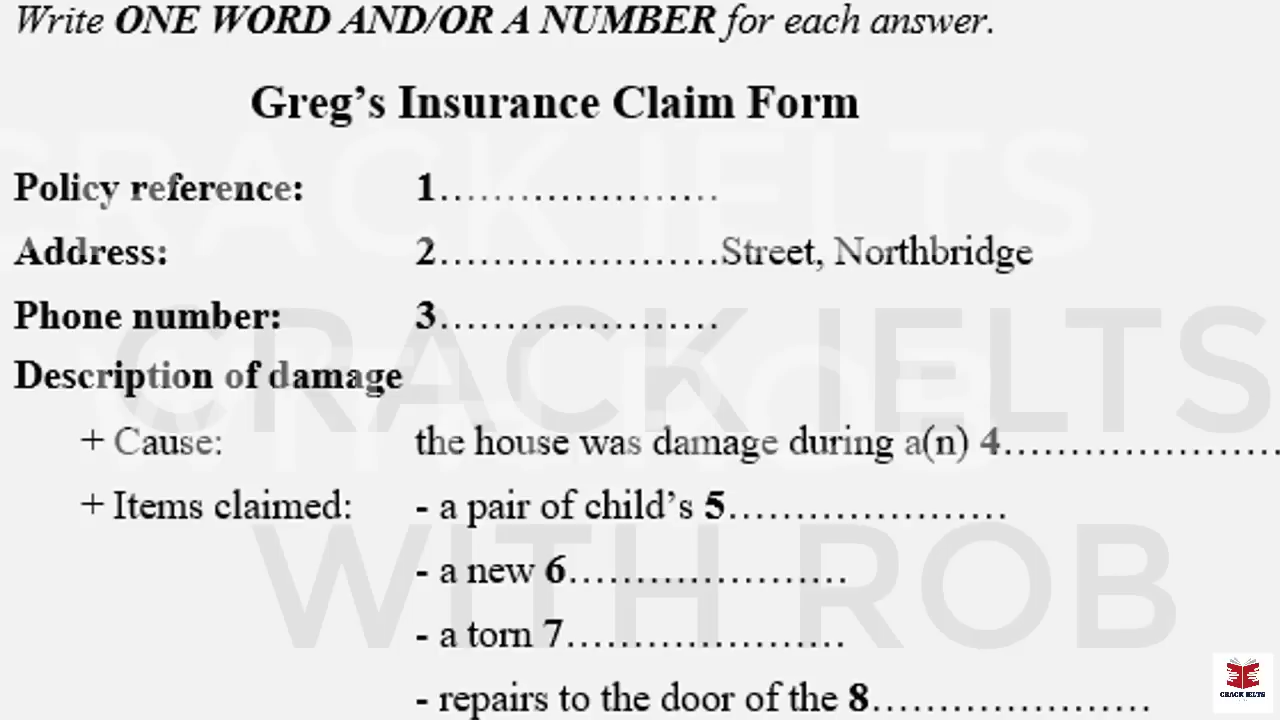 Write ONE WORD AND/OR A NUMBER for each answer.
Greg's Insurance Claim Form
Policy reference: 1.....................
Address: 2.....................Street, Northbridge
Phone number: 3.....................
Description of damage
+ Cause: the house was damage during a(n) 4.....................
+ Items claimed: - a pair of child's 5.....................
- a new 6.....................
- a torn 7.....................
- repairs to the door of the 8.....................
CRACK IELTS
WITH ROB
CRACK IELTS